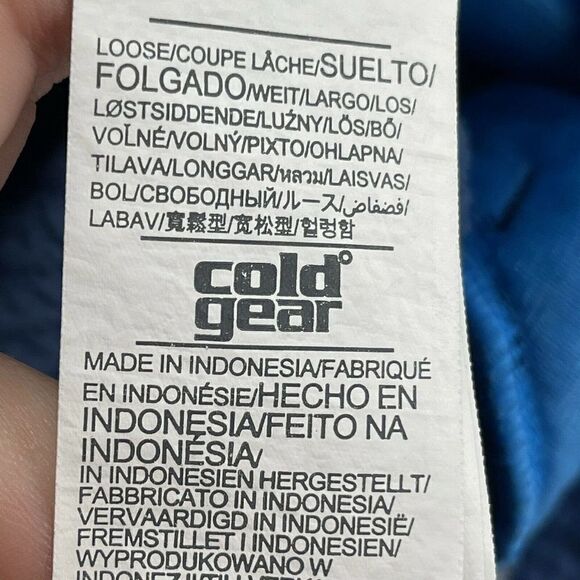 LOOSE/COUPE LÂCHE/SUELTO/
FOLGADO/WEIT/LARGO/LOS/
LØSTSIDDENDE/LUŹNY/LÖS/BŐ/
VOĽNÉ/VOLNÝ/PIXTO/OHLAPNA/
TILAVA/LONGGAR/หลวม/LAISVAS/
BOL/СВОБОДНЫЙ/ルース/فضفاض/
LABAV/寬鬆型/宽松型/헐렁함
cold°
gear
MADE IN INDONESIA/FABRIQUÉ
EN INDONÉSIE/HECHO EN
INDONESIA/FEITO NA
INDONÉSIA/
IN INDONESIEN HERGESTELLT/
FABBRICATO IN INDONESIA/
VERVAARDIGD IN INDONESIË/
FREMSTILLET I INDONESIEN/
WYPRODUKOWANO W